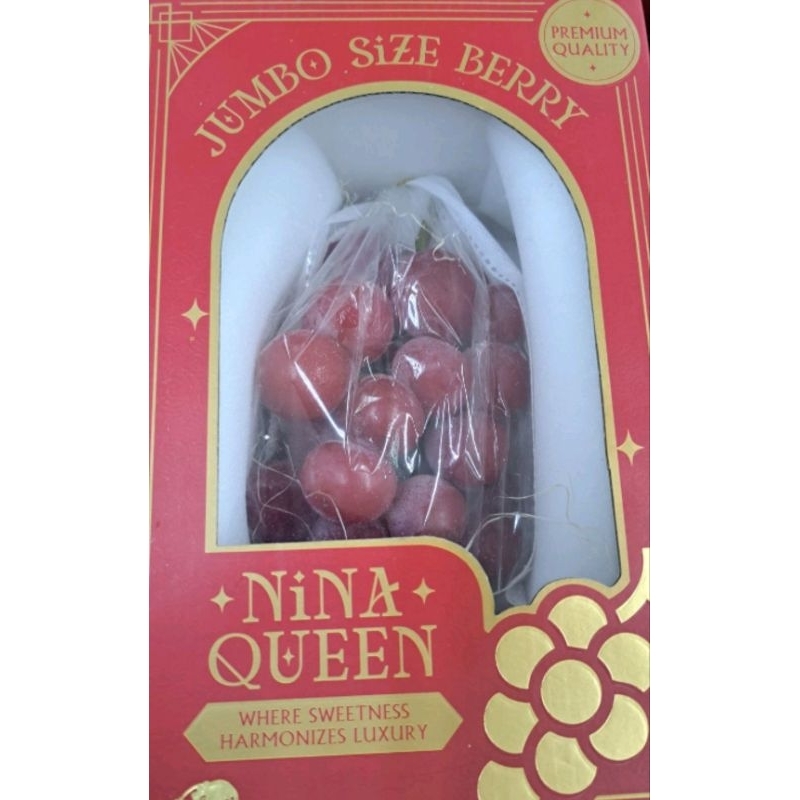 JUMBO SiZE BERRY
PREMIUM
QUALITY
NiNA
QUEEN
WHERE SWEETNESS
HARMONIZES LUXURY